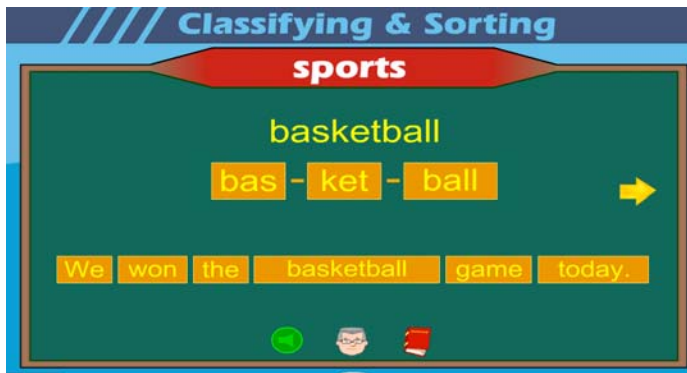 Classifying & Sorting
sports
basketball
bas - ket - ball
We won the basketball game today.